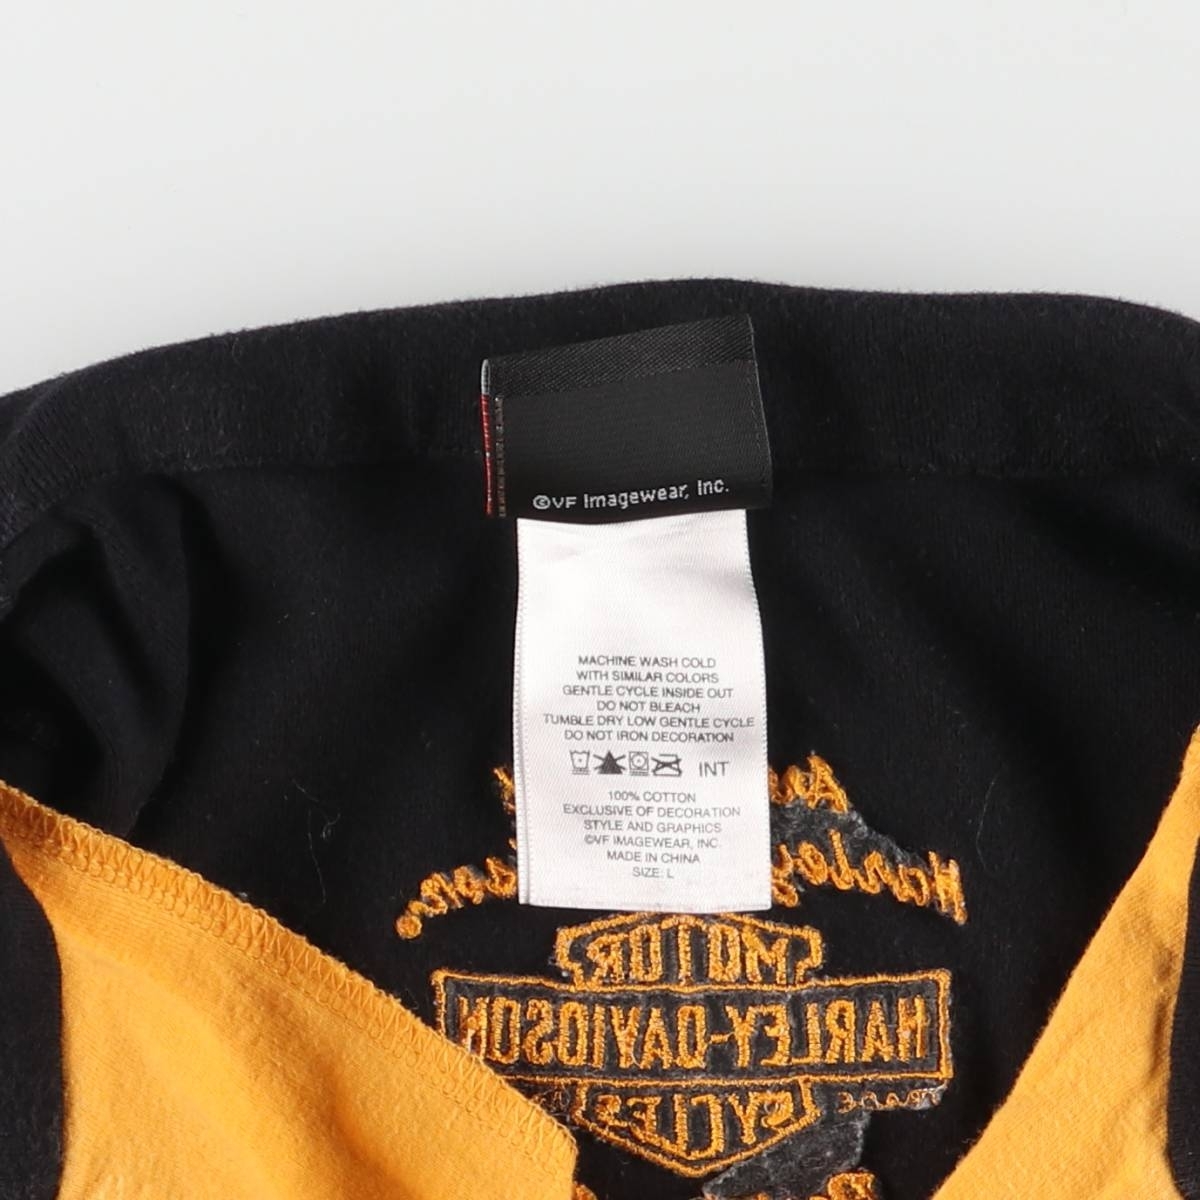 ©VF Imagewear, Inc.
MACHINE WASH COLD
WITH SIMILAR COLORS
GENTLE CYCLE INSIDE OUT
DO NOT BLEACH
TUMBLE DRY LOW GENTLE CYCLE
DO NOT IRON DECORATION
INT
100% COTTON
EXCLUSIVE OF DECORATION
STYLE AND GRAPHICS
©VF IMAGEWEAR, INC.
MADE IN CHINA
SIZE: L
Harley
MOTOR
HARLEY-DAVIDSON
CYCLES
TRADE